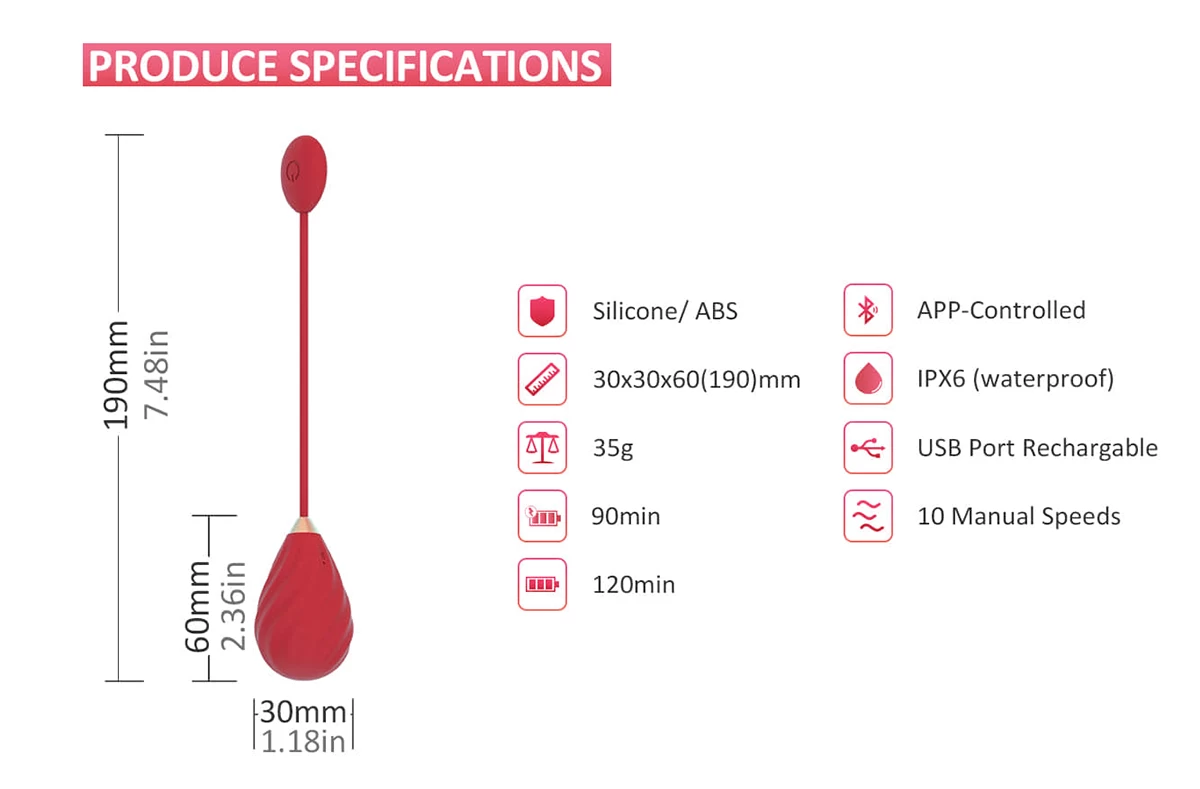 PRODUCE SPECIFICATIONS
190mm
7.48in
60mm
2.36in
30mm
1.18in
Silicone/ ABS
30x30x60(190)mm
35g
90min
120min
APP-Controlled
IPX6 (waterproof)
USB Port Rechargable
10 Manual Speeds